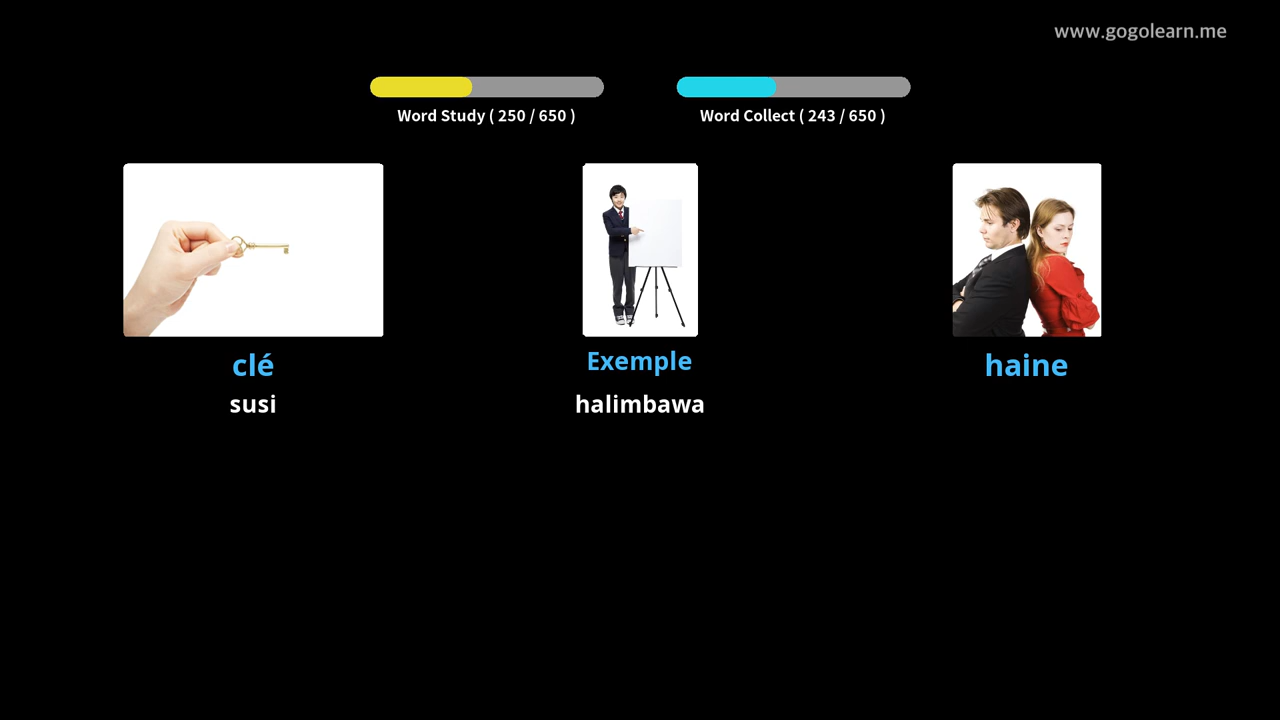 www.gogolearn.me
Word Study ( 250 / 650 )
Word Collect ( 243 / 650 )
clé
susi
Exemple
halimbawa
haine